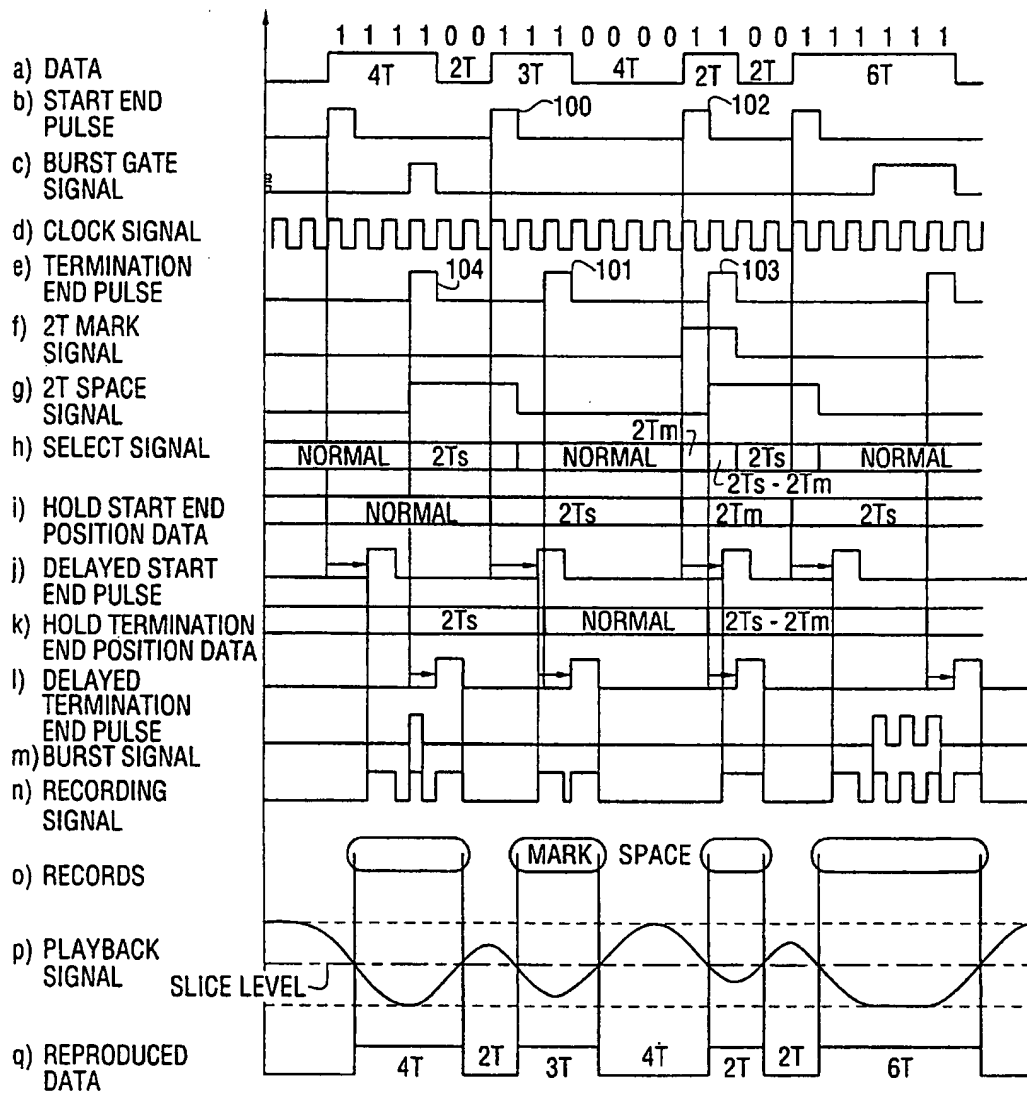 1 1 1 1 0 0 1 1 1 0 0 0 0 1 1 0 0 1 1 1 1 1 1
a) DATA
4T 2T 3T 4T 2T 2T 6T
b) START END
PULSE
100 102
c) BURST GATE
SIGNAL
d) CLOCK SIGNAL
e) TERMINATION
END PULSE
104 101 103
f) 2T MARK
SIGNAL
g) 2T SPACE
SIGNAL
2Tm
h) SELECT SIGNAL
NORMAL 2Ts NORMAL 2Ts NORMAL
2Ts - 2Tm
i) HOLD START END
POSITION DATA
NORMAL 2Ts 2Tm 2Ts
j) DELAYED START
END PULSE
k) HOLD TERMINATION
END POSITION DATA
2Ts NORMAL 2Ts - 2Tm
l) DELAYED
TERMINATION
END PULSE
m) BURST SIGNAL
n) RECORDING
SIGNAL
o) RECORDS
MARK SPACE
p) PLAYBACK
SIGNAL
SLICE LEVEL
q) REPRODUCED
DATA
4T 2T 3T 4T 2T 2T 6T